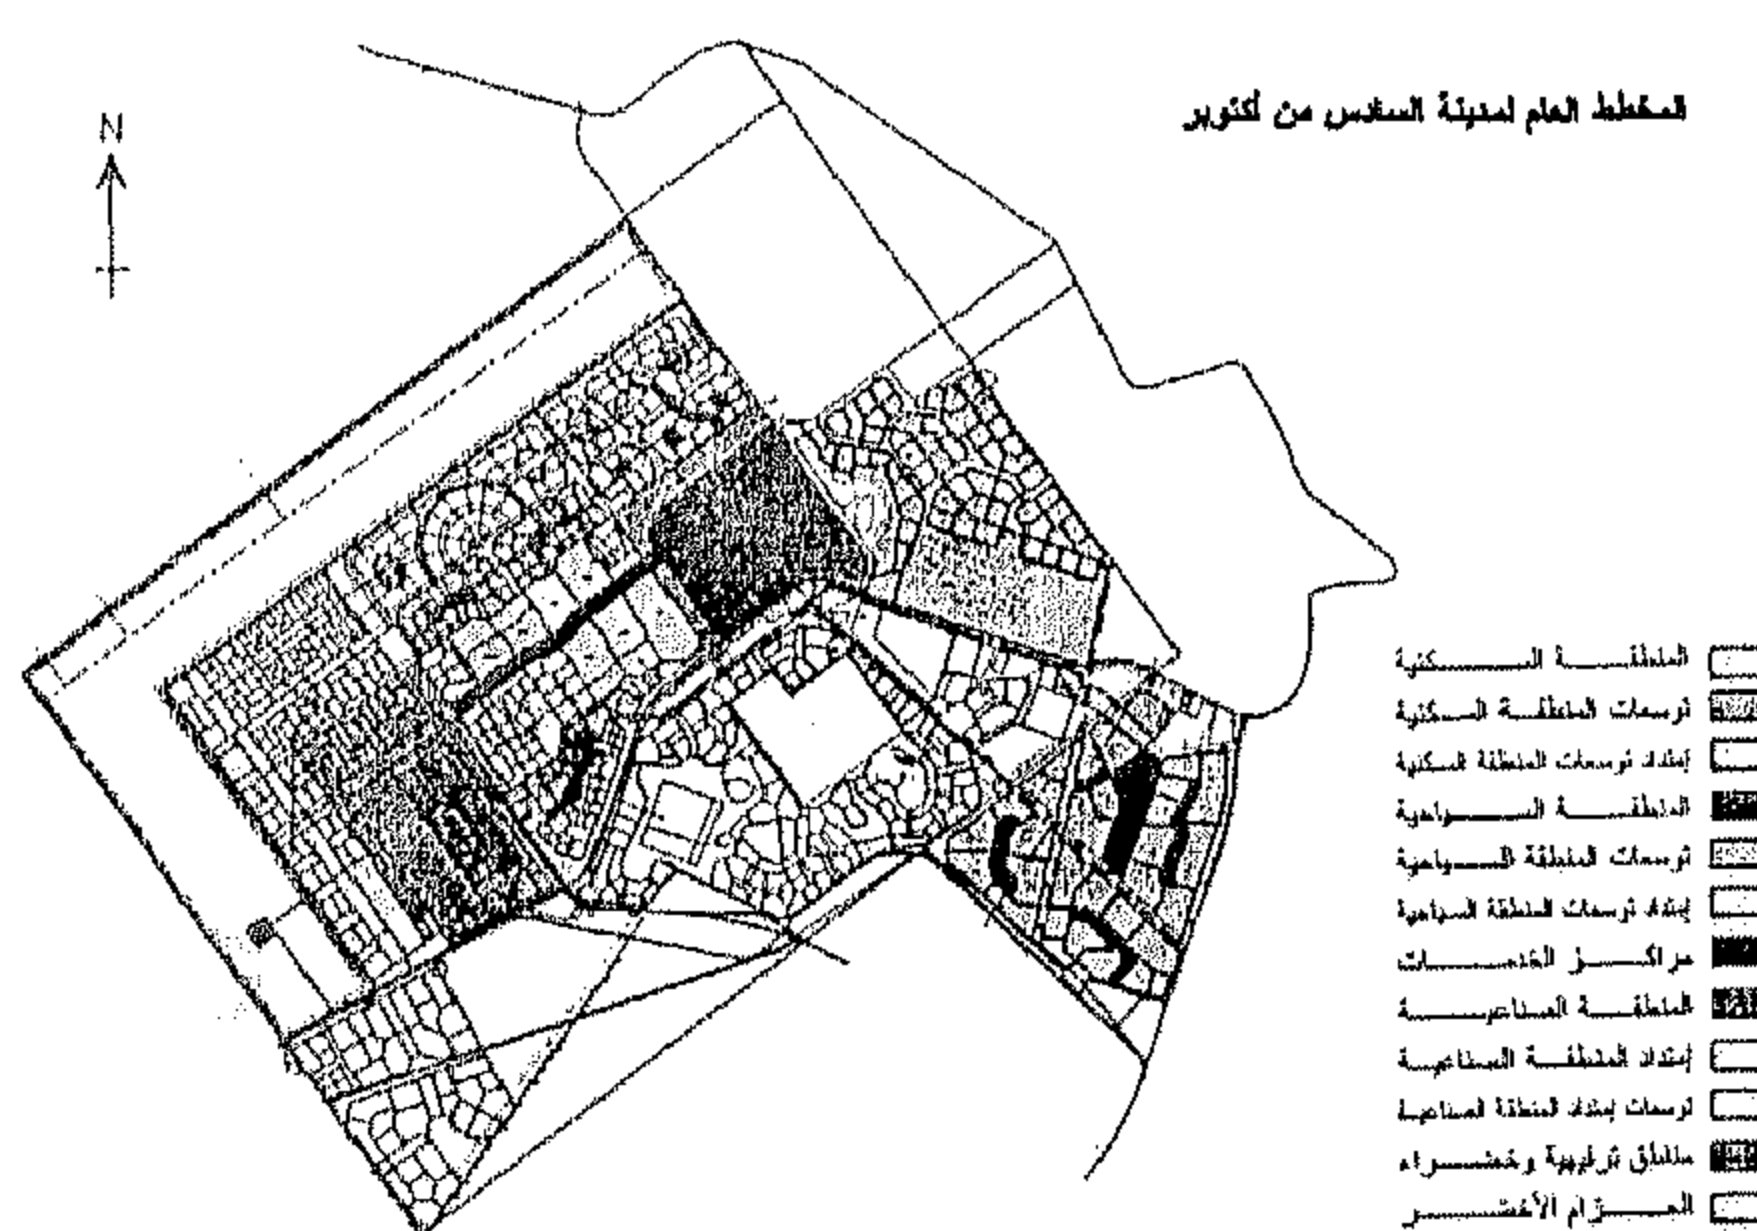 المخطط العام لمدينة السادس من أكتوبر
N
المنطقة السكنية
توسعات المنطقة السكنية
إمتداد توسعات المنطقة السكنية
المنطقة السياحية
توسعات المنطقة السياحية
إمتداد توسعات المنطقة السياحية
مراكز الخدمات
المنطقة الصناعية
إمتداد المنطقة الصناعية
توسعات إمتداد المنطقة الصناعية
مناطق ترفيهية وخضراء
الحزام الأخضر